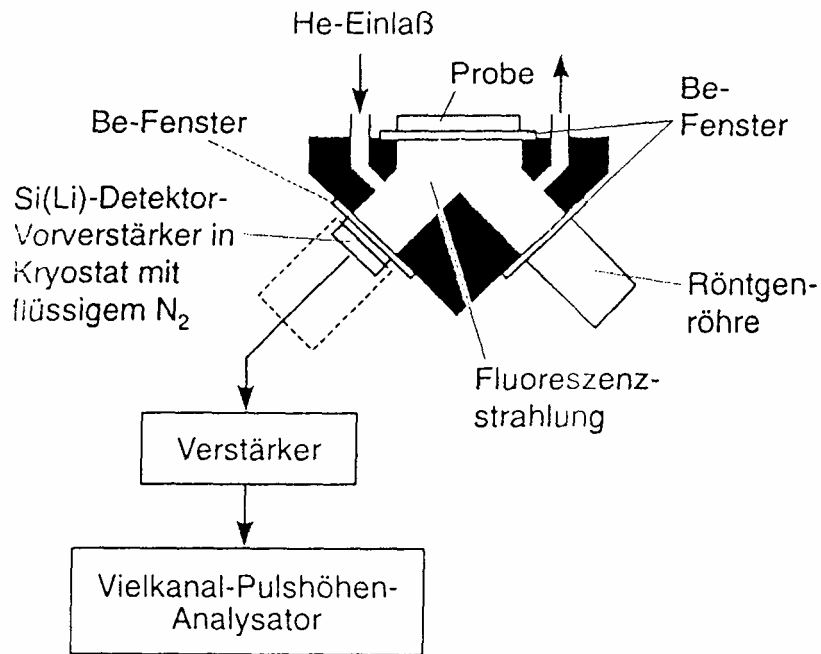 He-Einlaß
Probe
Be-
Fenster
Be-Fenster
Si(Li)-Detektor-
Vorverstärker in
Kryostat mit
flüssigem N₂
Röntgen-
röhre
Fluoreszenz-
strahlung
Verstärker
Vielkanal-Pulshöhen-
Analysator